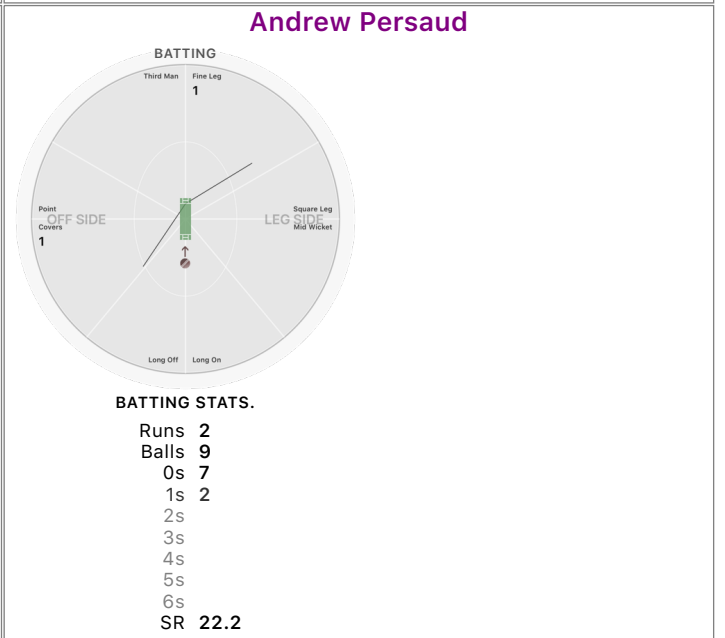 Andrew Persaud
BATTING
Third Man Fine Leg
1
Point Square Leg
OFF SIDE LEG SIDE
Covers Mid Wicket
1
Long Off Long On
BATTING STATS.
Runs 2
Balls 9
0s 7
1s 2
2s
3s
4s
5s
6s
SR 22.2